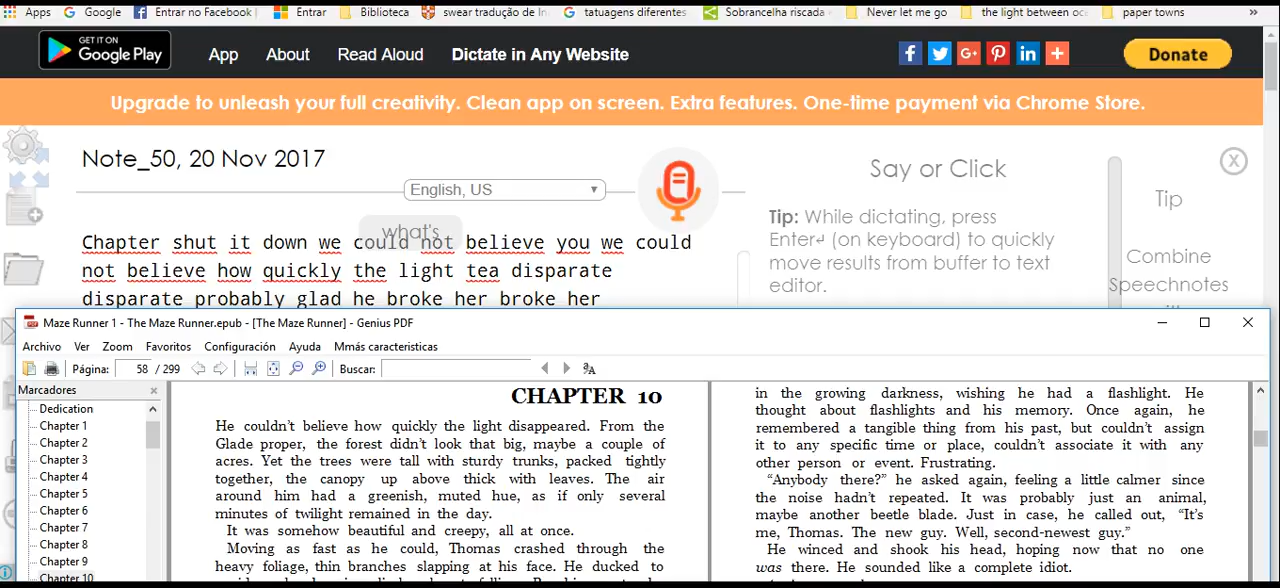 Apps Google Entrar no Facebook Entrar Biblioteca swear tradução de In tatuagens diferentes Sobrancelha riscada Never let me go the light between oc paper towns »
GET IT ON
Google Play
App About Read Aloud Dictate in Any Website
Donate
Upgrade to unleash your full creativity. Clean app on screen. Extra features. One-time payment via Chrome Store.
Note_50, 20 Nov 2017
English, US
what's
Chapter shut it down we could not believe you we could
not believe how quickly the light tea disparate
disparate probably glad he broke her broke her
Say or Click
Tip: While dictating, press
Enter↵ (on keyboard) to quickly
move results from buffer to text
editor.
X
Tip
Combine
Speechnotes
Maze Runner 1 - The Maze Runner.epub - [The Maze Runner] - Genius PDF
Archivo Ver Zoom Favoritos Configuración Ayuda Mmás caracteristicas
Página: 58 / 299 Buscar:
Marcadores
Dedication
Chapter 1
Chapter 2
Chapter 3
Chapter 4
Chapter 5
Chapter 6
Chapter 7
Chapter 8
Chapter 9
Chapter 10
CHAPTER 10
He couldn't believe how quickly the light disappeared. From the
Glade proper, the forest didn't look that big, maybe a couple of
acres. Yet the trees were tall with sturdy trunks, packed tightly
together, the canopy up above thick with leaves. The air
around him had a greenish, muted hue, as if only several
minutes of twilight remained in the day.
It was somehow beautiful and creepy, all at once.
Moving as fast as he could, Thomas crashed through the
heavy foliage, thin branches slapping at his face. He ducked to
in the growing darkness, wishing he had a flashlight. He
thought about flashlights and his memory. Once again, he
remembered a tangible thing from his past, but couldn't assign
it to any specific time or place, couldn't associate it with any
other person or event. Frustrating.
"Anybody there?" he asked again, feeling a little calmer since
the noise hadn't repeated. It was probably just an animal,
maybe another beetle blade. Just in case, he called out, "It's
me, Thomas. The new guy. Well, second-newest guy."
He winced and shook his head, hoping now that no one
was there. He sounded like a complete idiot.